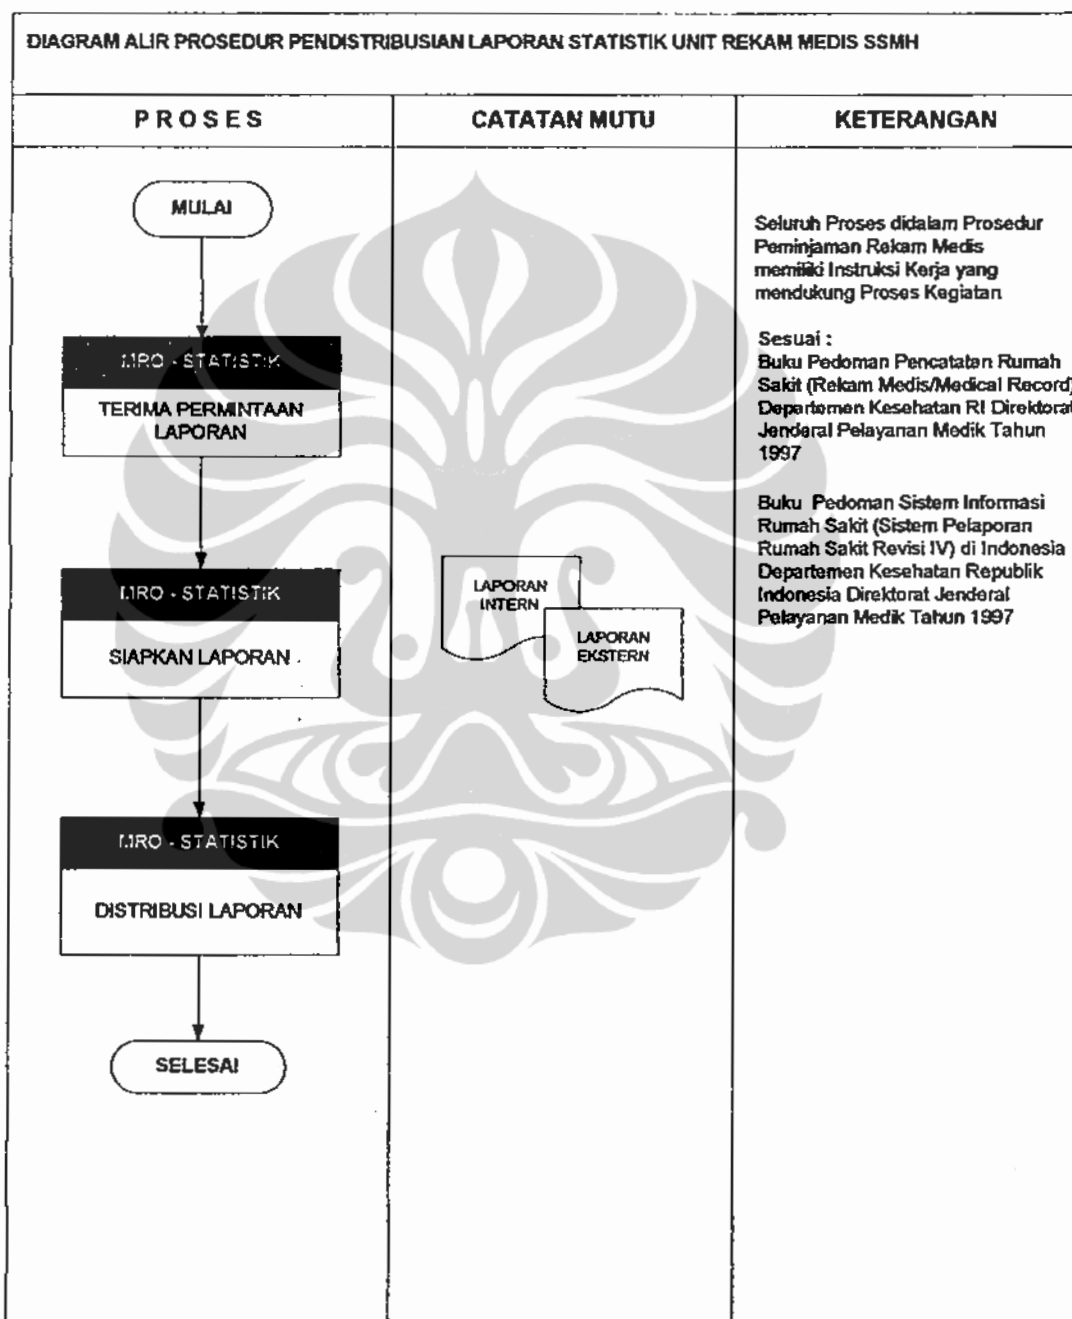 DIAGRAM ALIR PROSEDUR PENDISTRIBUSIAN LAPORAN STATISTIK UNIT REKAM MEDIS SSMH
PROSES
CATATAN MUTU
KETERANGAN
MULAI
MRO - STATISTIK
TERIMA PERMINTAAN
LAPORAN
MRO - STATISTIK
SIAPKAN LAPORAN
MRO - STATISTIK
DISTRIBUSI LAPORAN
SELESAI
LAPORAN
INTERN
LAPORAN
EKSTERN
Seluruh Proses didalam Prosedur
Peminjaman Rekam Medis
memiliki Instruksi Kerja yang
mendukung Proses Kegiatan
Sesuai :
Buku Pedoman Pencatatan Rumah
Sakit (Rekam Medis/Medical Record)
Departemen Kesehatan RI Direktorat
Jenderal Pelayanan Medik Tahun
1997
Buku Pedoman Sistem Informasi
Rumah Sakit (Sistem Pelaporan
Rumah Sakit Revisi IV) di Indonesia
Departemen Kesehatan Republik
Indonesia Direktorat Jenderal
Pelayanan Medik Tahun 1997